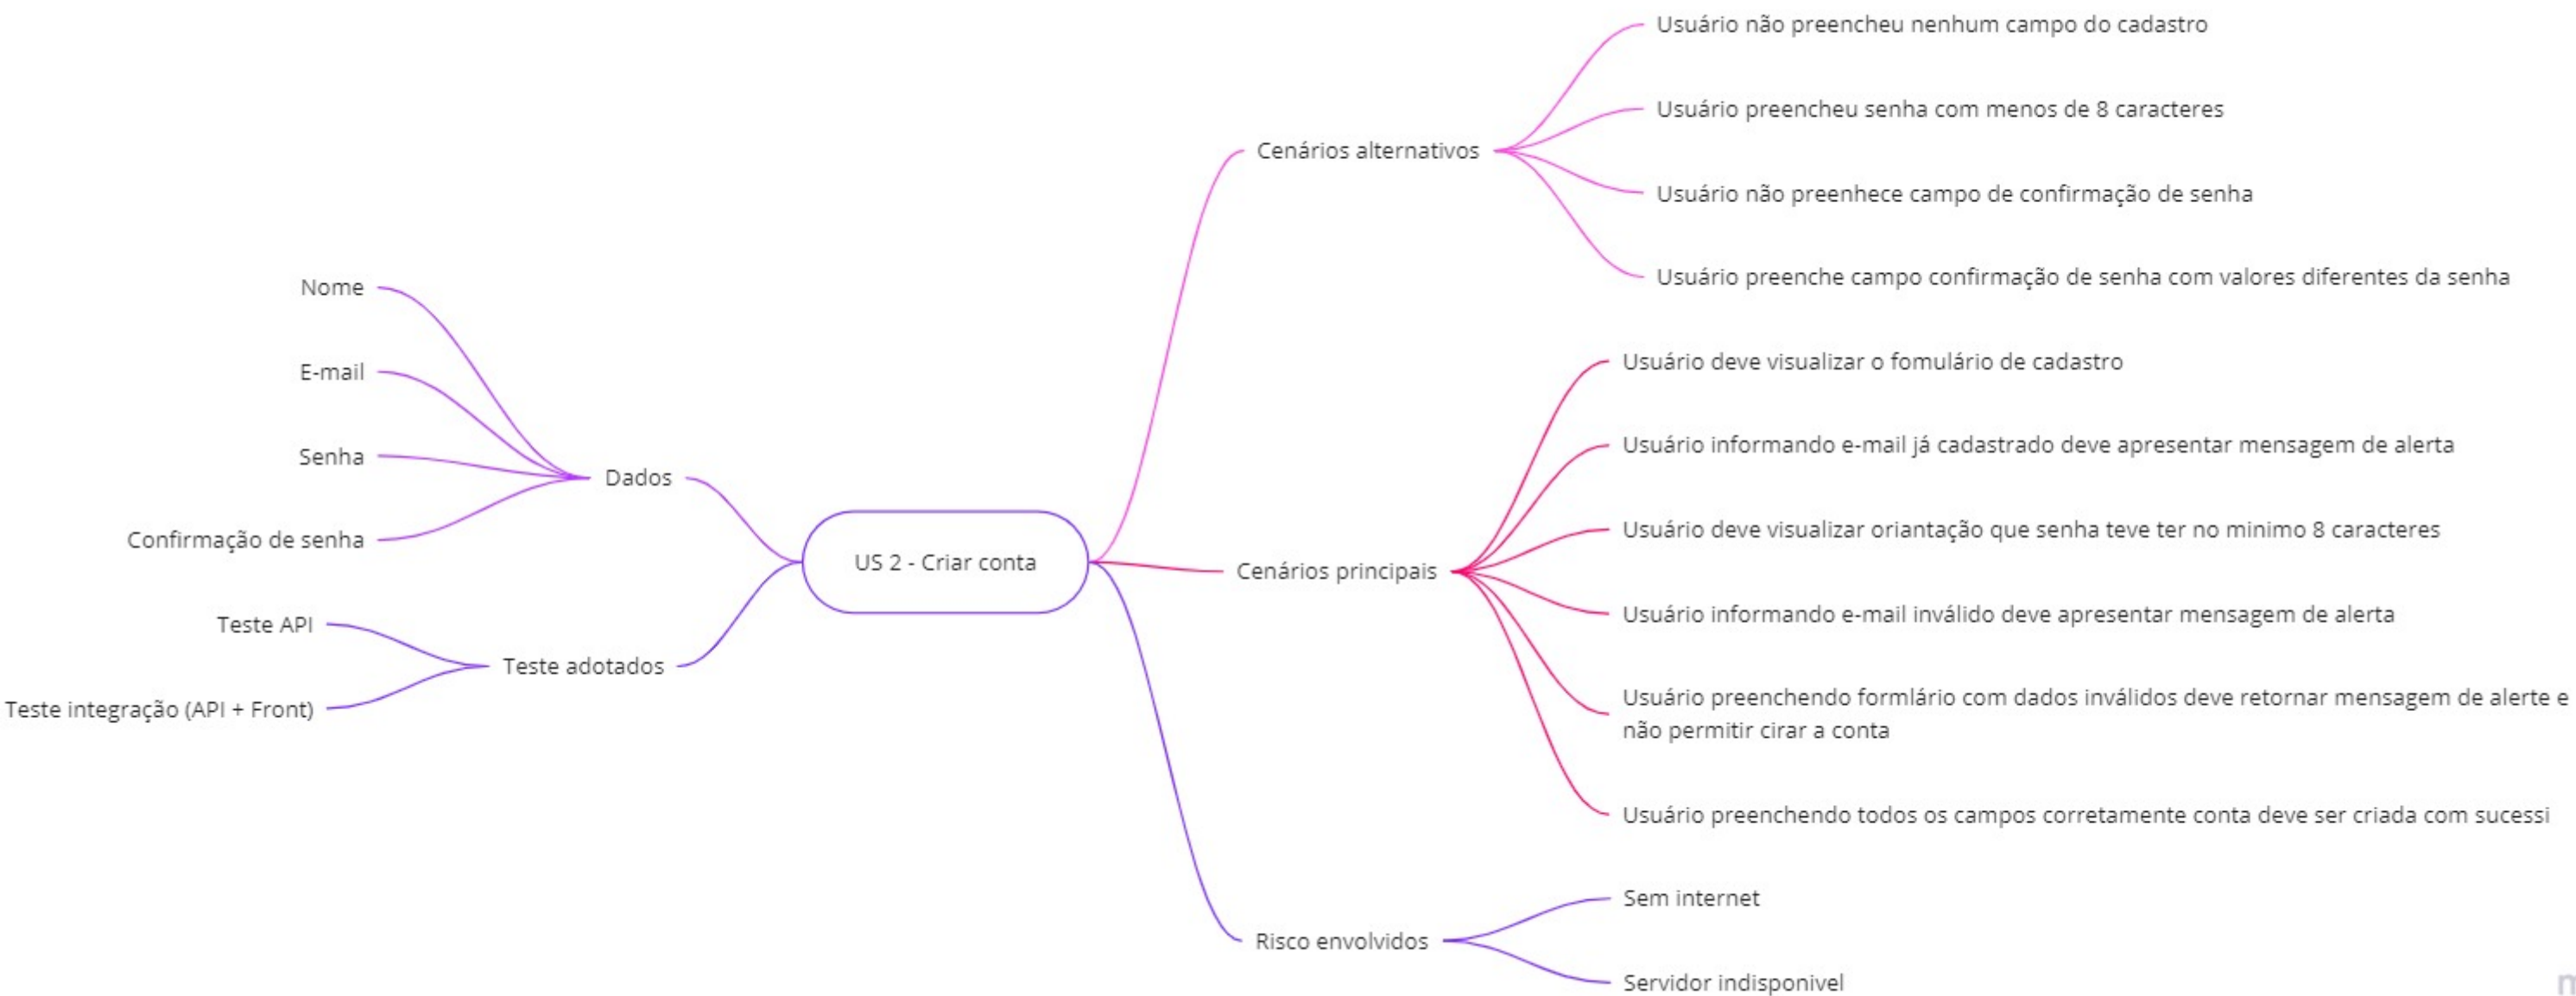 Usuário não preencheu nenhum campo do cadastro
Usuário preencheu senha com menos de 8 caracteres
Cenários alternativos
Usuário não preenhece campo de confirmação de senha
Usuário preenche campo confirmação de senha com valores diferentes da senha
Nome
E-mail
Senha
Confirmação de senha
Dados
Teste API
Teste integração (API + Front)
Teste adotados
US 2 - Criar conta
Cenários principais
Usuário deve visualizar o fomulário de cadastro
Usuário informando e-mail já cadastrado deve apresentar mensagem de alerta
Usuário deve visualizar oriantação que senha teve ter no minimo 8 caracteres
Usuário informando e-mail inválido deve apresentar mensagem de alerta
Usuário preenchendo formlário com dados inválidos deve retornar mensagem de alerte e
não permitir cirar a conta
Usuário preenchendo todos os campos corretamente conta deve ser criada com sucessi
Risco envolvidos
Sem internet
Servidor indisponivel